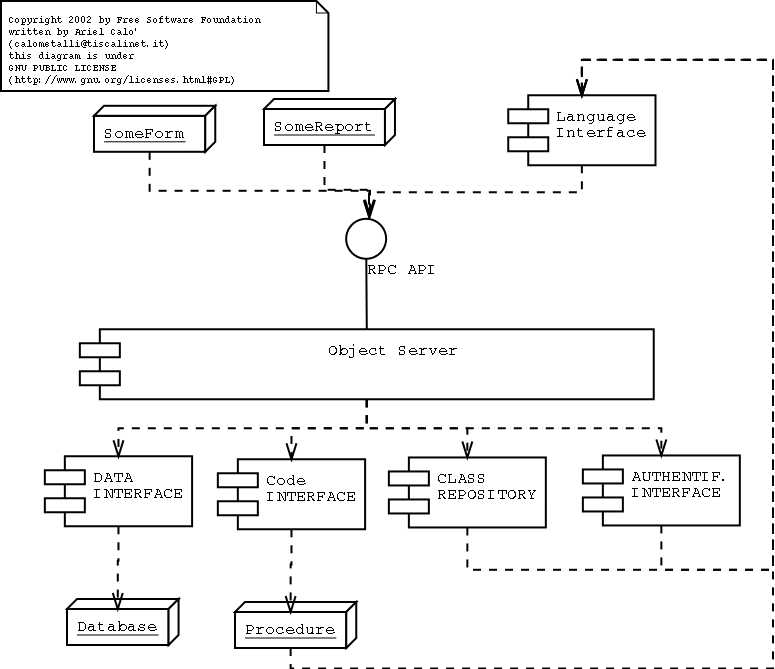 Copyright 2002 by Free Software Foundation
written by Ariel Calo'
(calometalli@tiscalinet.it)
this diagram is under
GNU PUBLIC LICENSE
(http://www.gnu.org/licenses.html#GPL)
SomeForm
SomeReport
Language
Interface
RPC API
Object Server
DATA
INTERFACE
Code
INTERFACE
CLASS
REPOSITORY
AUTHENTIF.
INTERFACE
Database
Procedure